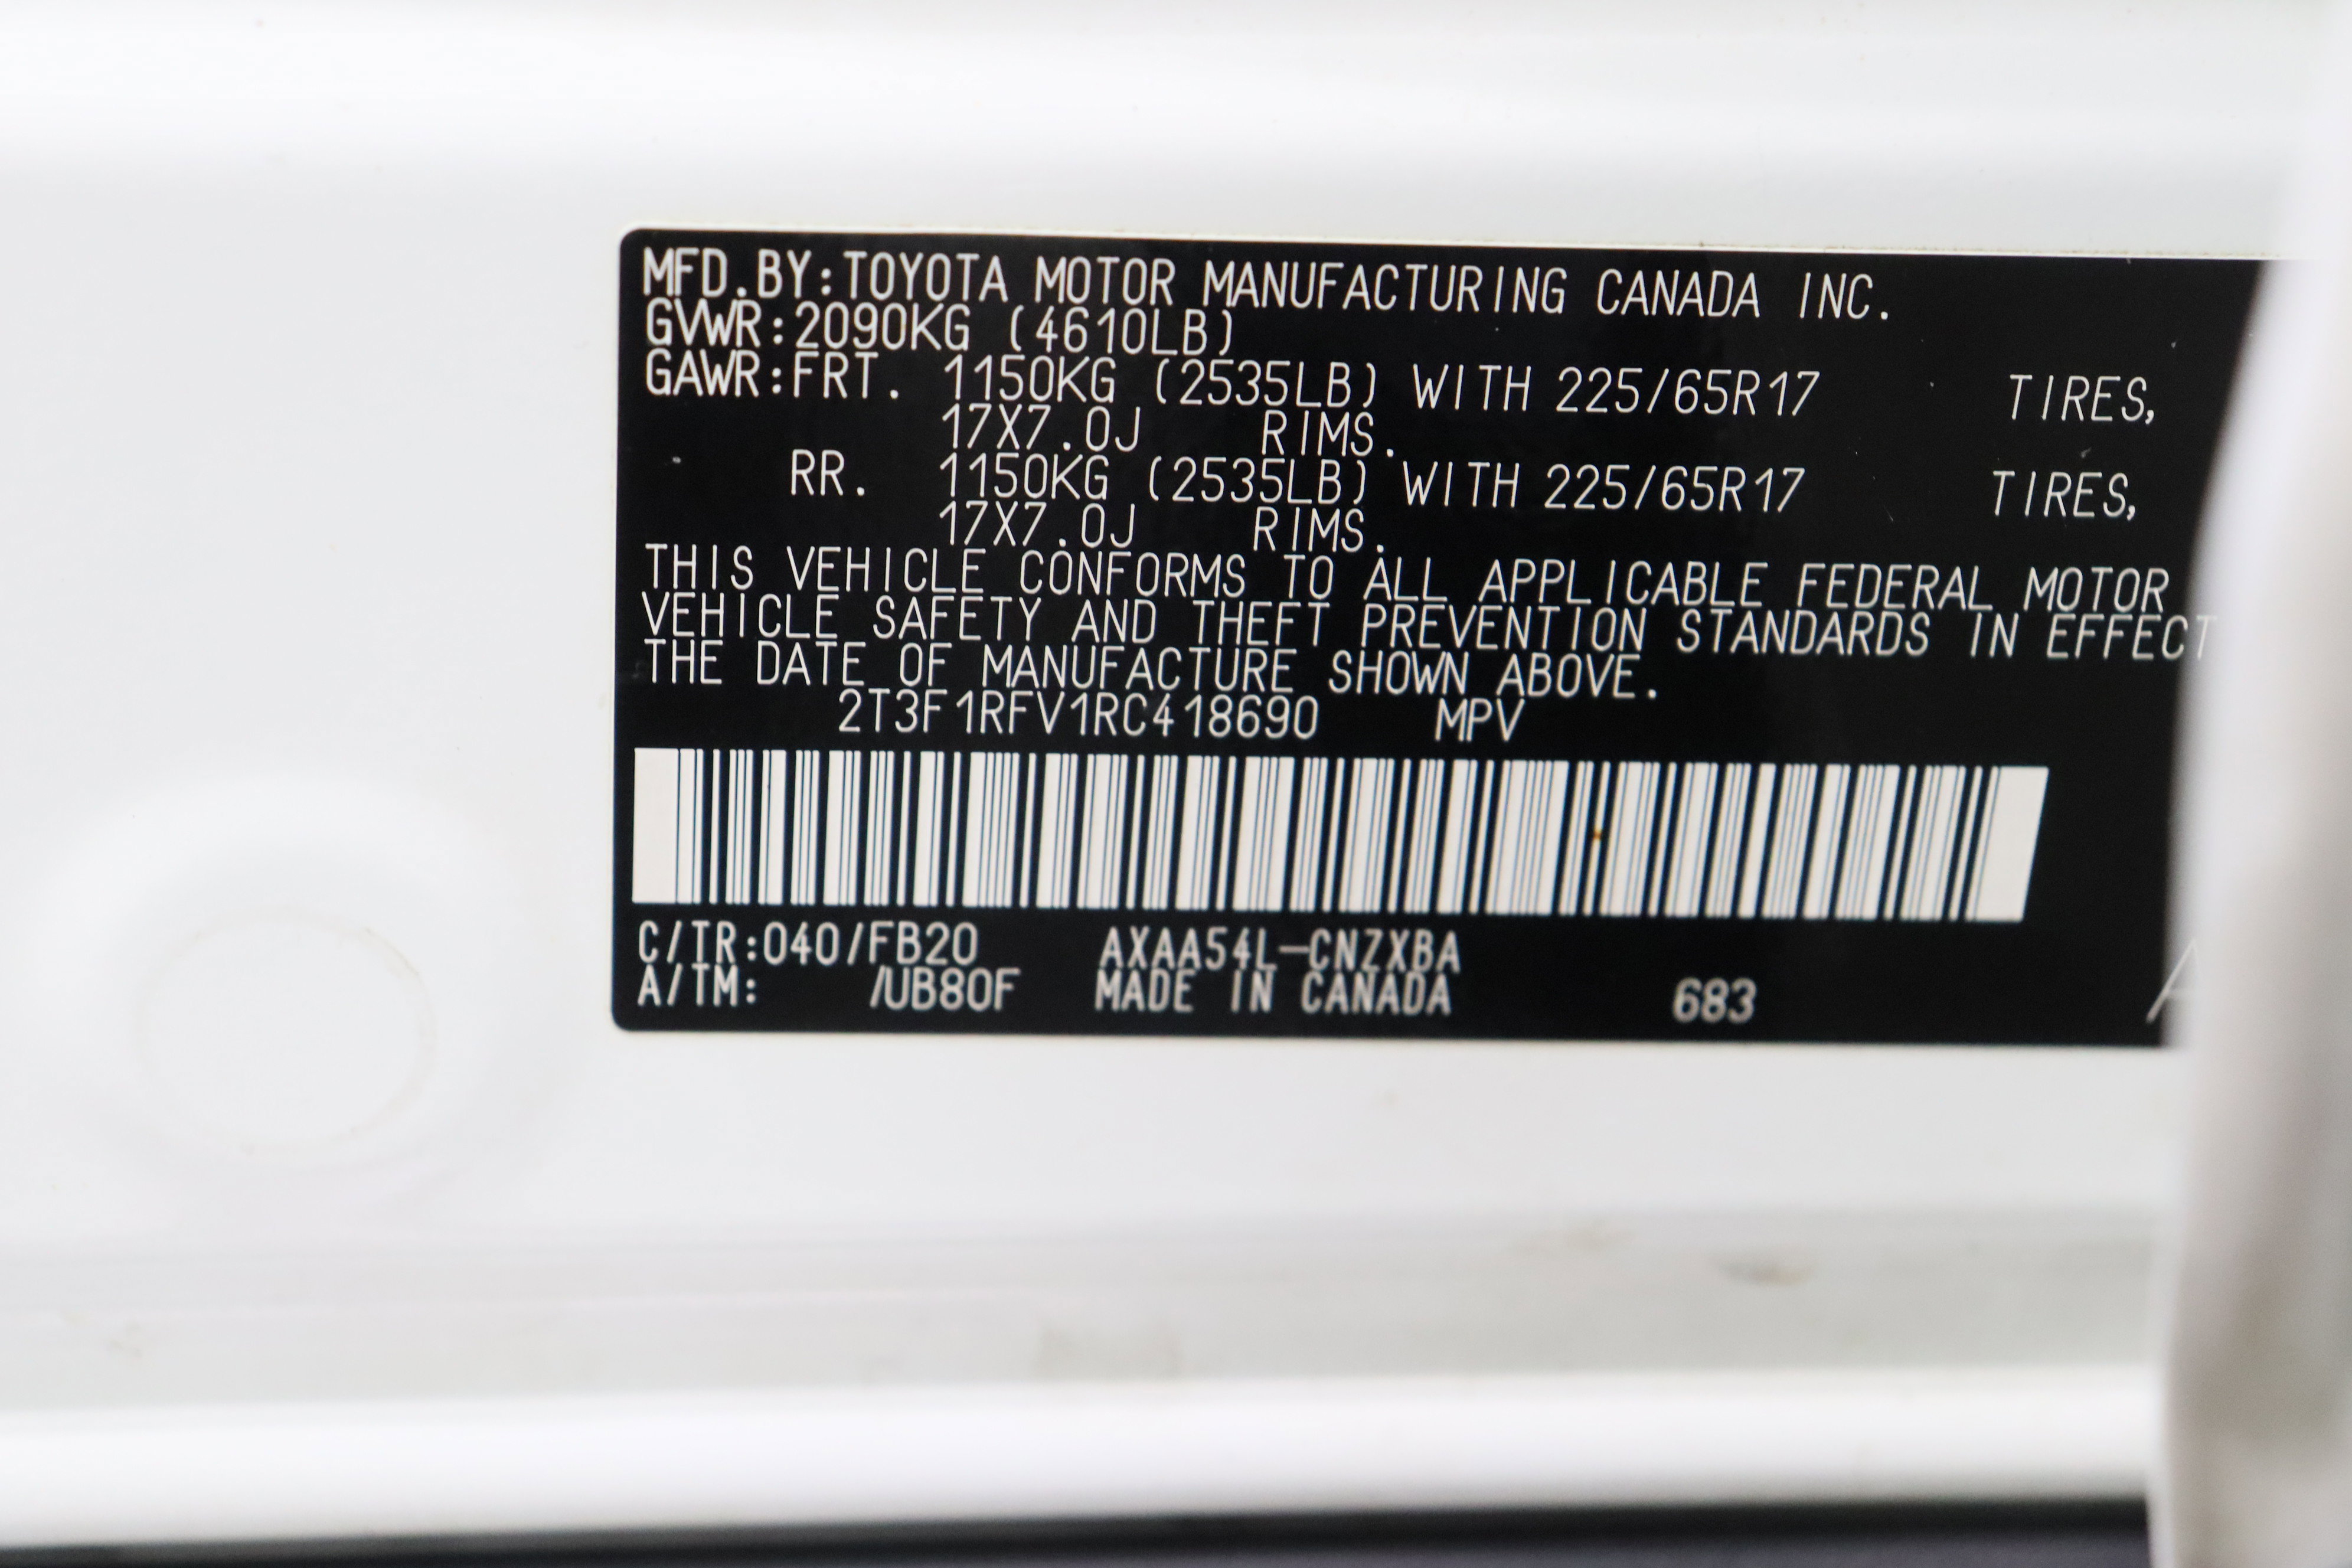 MFD.BY:TOYOTA MOTOR MANUFACTURING CANADA INC.
GVWR:2090KG (4610LB)
GAWR:FRT. 1150KG (2535LB) WITH 225/65R17 TIRES,
17X7.0J RIMS.
RR. 1150KG (2535LB) WITH 225/65R17 TIRES,
17X7.0J RIMS.
THIS VEHICLE CONFORMS TO ALL APPLICABLE FEDERAL MOTOR
VEHICLE SAFETY AND THEFT PREVENTION STANDARDS IN EFFECT
THE DATE OF MANUFACTURE SHOWN ABOVE.
2T3F1RFV1RC418690 MPV
C/TR:040/FB20 AXAA54L-CNZXBA
A/TM: /UB80F MADE IN CANADA 683